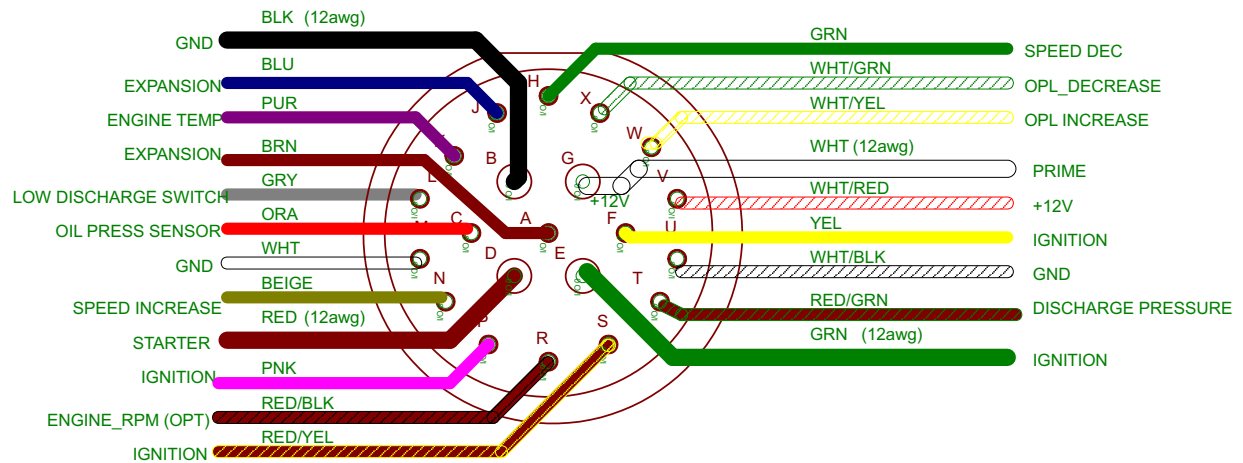 BLK (12awg)
GND
BLU
EXPANSION
PUR
ENGINE TEMP
BRN
EXPANSION
GRY
LOW DISCHARGE SWITCH
ORA
OIL PRESS SENSOR
WHT
GND
BEIGE
SPEED INCREASE
RED (12awg)
STARTER
PNK
IGNITION
RED/BLK
ENGINE_RPM (OPT)
RED/YEL
IGNITION
H
J
X
W
B
G
L
V
+12V
C
A
F
U
D
E
N
T
P
R
S
GRN
SPEED DEC
WHT/GRN
OPL_DECREASE
WHT/YEL
OPL INCREASE
WHT (12awg)
PRIME
WHT/RED
+12V
YEL
IGNITION
WHT/BLK
GND
RED/GRN
DISCHARGE PRESSURE
GRN (12awg)
IGNITION